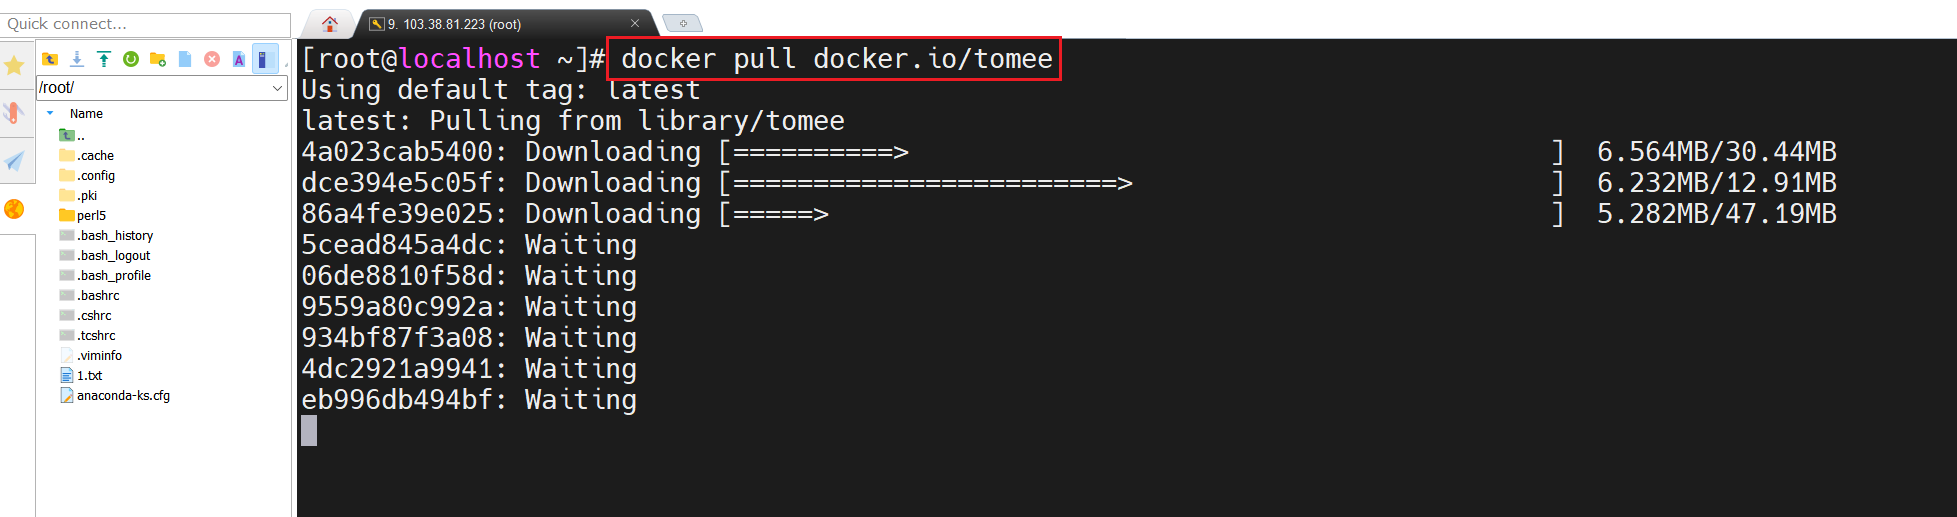 Quick connect...
9. 103.38.81.223 (root)
/root/
Name
..
.cache
.config
.pki
perl5
.bash_history
.bash_logout
.bash_profile
.bashrc
.cshrc
.tcshrc
.viminfo
1.txt
anaconda-ks.cfg
[root@localhost ~]# docker pull docker.io/tomee
Using default tag: latest
latest: Pulling from library/tomee
4a023cab5400: Downloading [==========>                                        ]  6.564MB/30.44MB
dce394e5c05f: Downloading [========================>                          ]  6.232MB/12.91MB
86a4fe39e025: Downloading [=====>                                             ]  5.282MB/47.19MB
5cead845a4dc: Waiting
06de8810f58d: Waiting
9559a80c992a: Waiting
934bf87f3a08: Waiting
4dc2921a9941: Waiting
eb996db494bf: Waiting